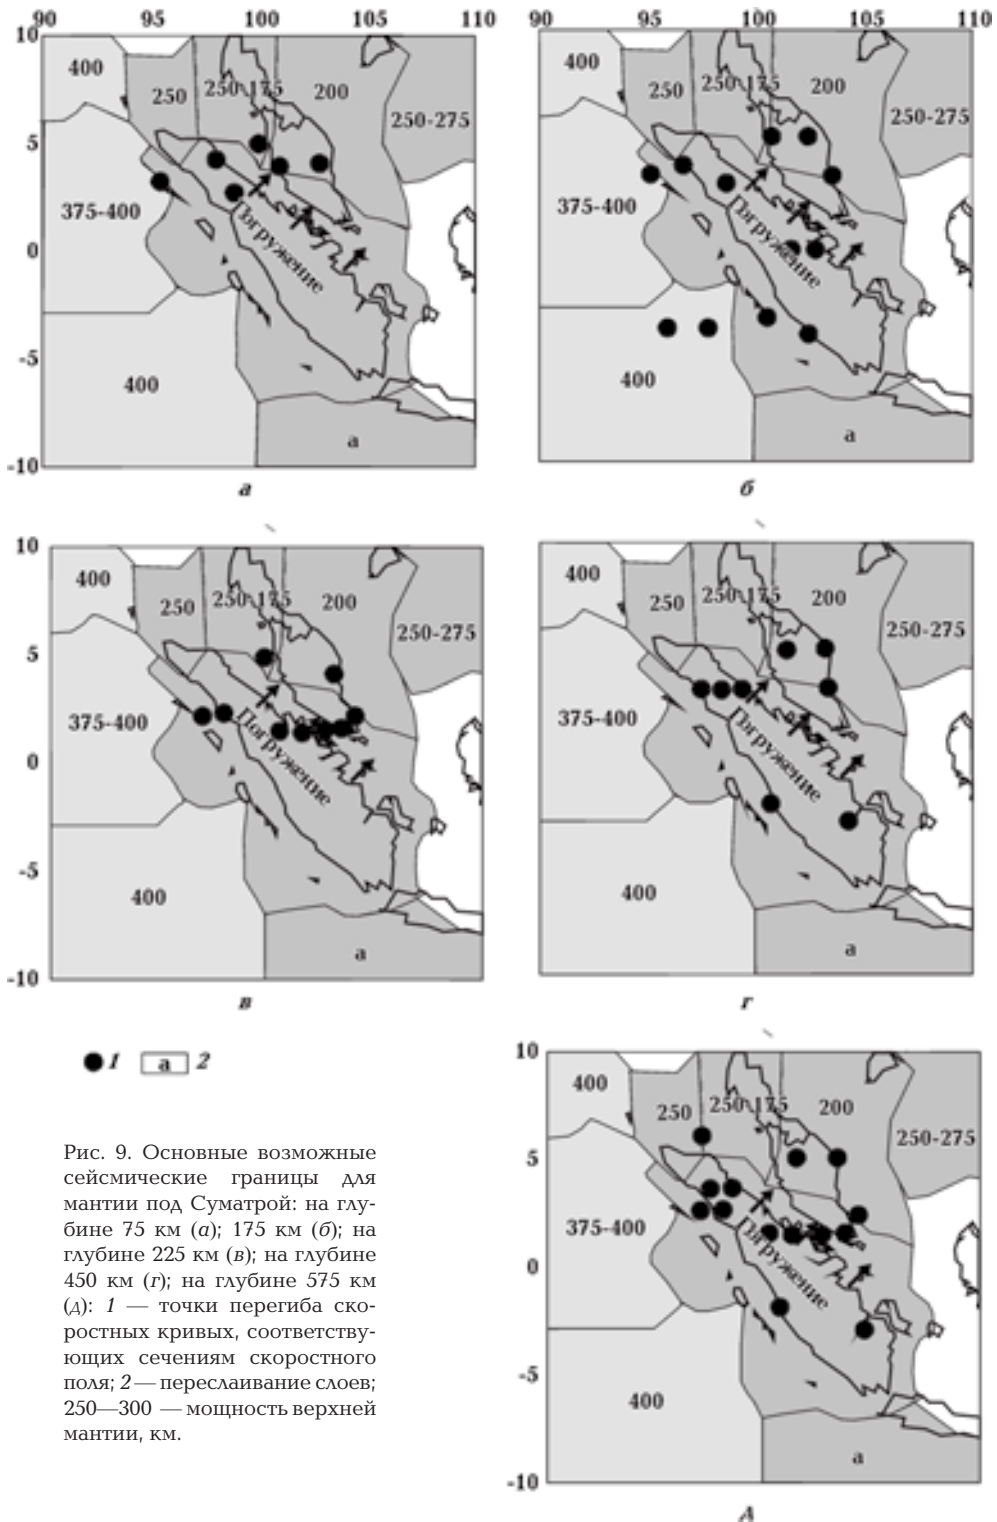 90 95 100 105 110
90 95 100 105 110
10
5
0
-5
-10
400
250
250-175
200
250-275
375-400
Погружение
400
а
а
400
250
250-175
200
250-275
375-400
Погружение
400
а
б
10
5
0
-5
-10
400
250
250-175
200
250-275
375-400
Погружение
400
а
в
400
250
250-175
200
250-275
375-400
Погружение
400
а
г
1 а 2
10
5
0
-5
-10
400
250
250-175
200
250-275
375-400
Погружение
400
а
д
Рис. 9. Основные возможные
сейсмические границы для
мантии под Суматрой: на глу-
бине 75 км (а); 175 км (б); на
глубине 225 км (в); на глубине
450 км (г); на глубине 575 км
(д): 1 — точки перегиба ско-
ростных кривых, соответству-
ющих сечениям скоростного
поля; 2 — переслаивание слоев;
250—300 — мощность верхней
мантии, км.